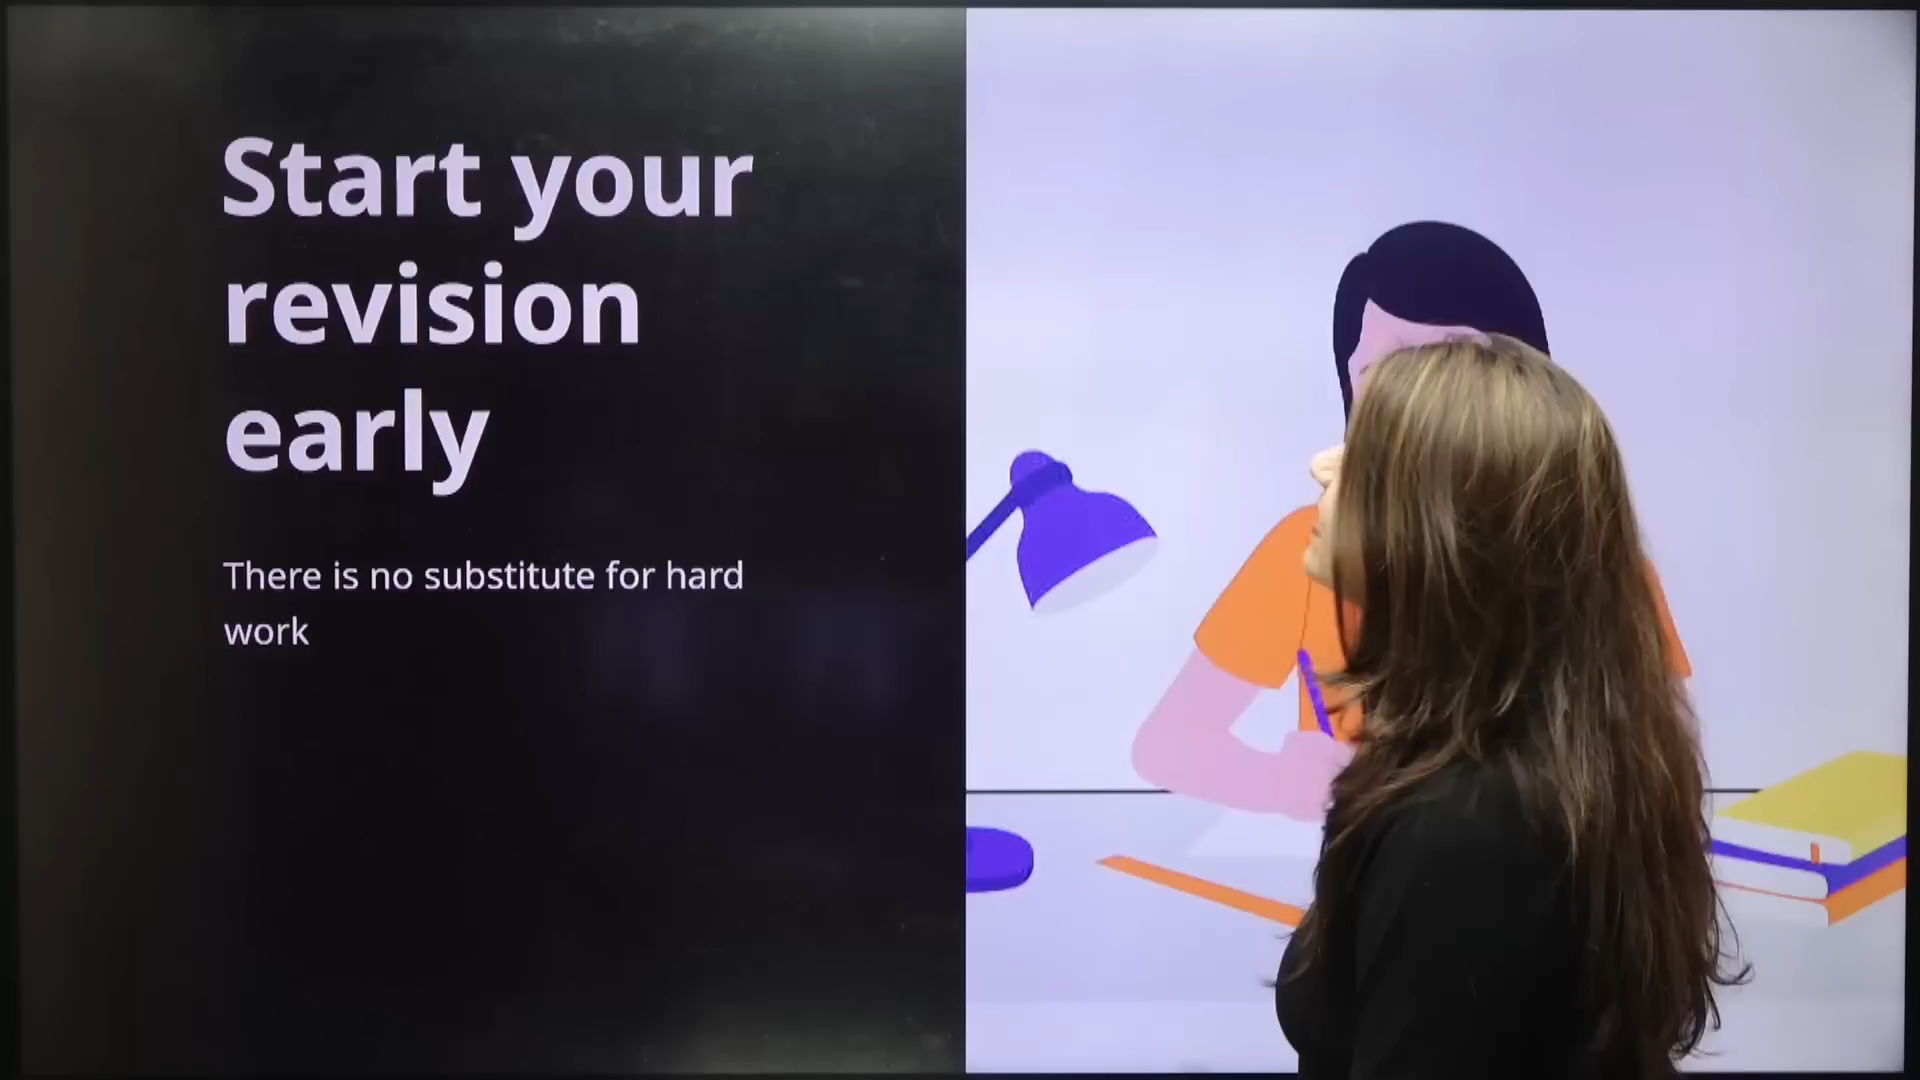 Start your
revision
early
There is no substitute for hard
work